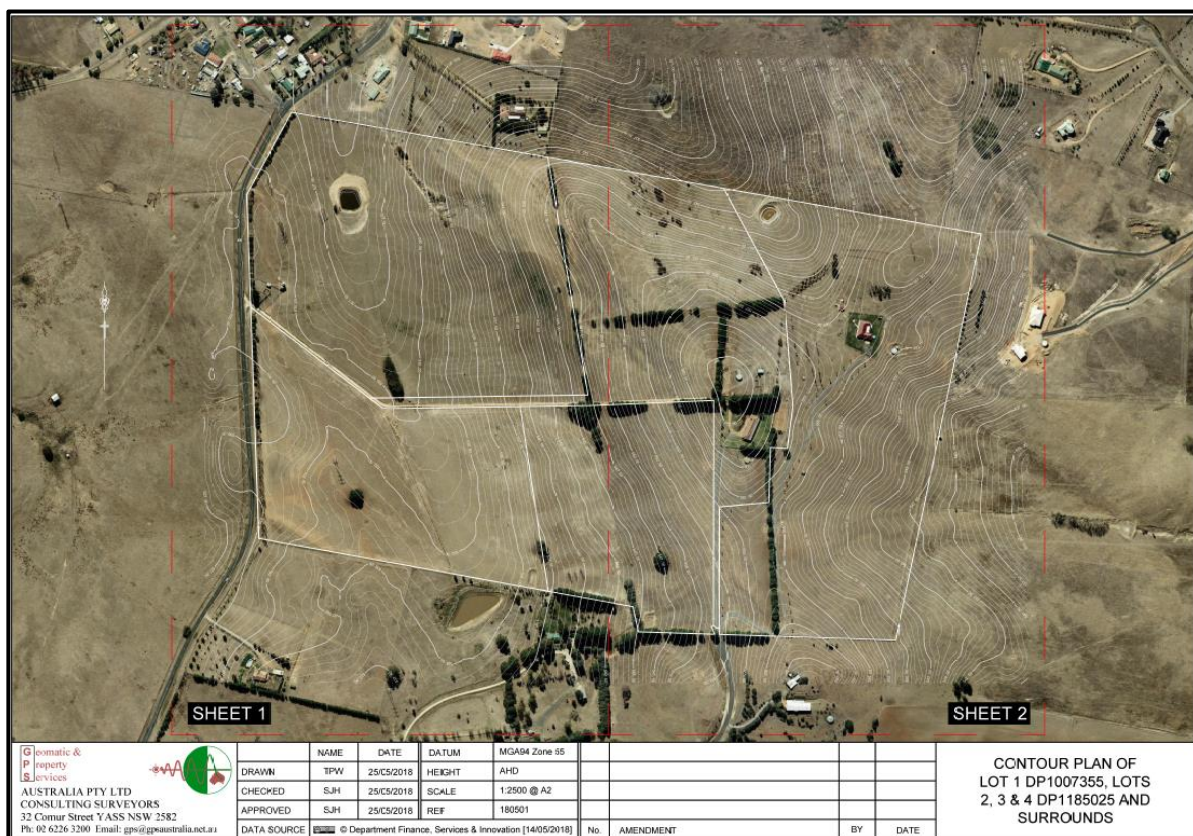 SHEET 1
SHEET 2
Geomatic &
Property
Services
AUSTRALIA PTY LTD
CONSULTING SURVEYORS
32 Comur Street YASS NSW 2582
Ph: 02 6226 3200 Email: gps@gpsaustralia.net.au
NAME DATE DATUM MGA94 Zone 55
DRAWN TPW 25/05/2018 HEIGHT AHD
CHECKED SJH 25/05/2018 SCALE 1:2500 @ A2
APPROVED SJH 25/05/2018 REF 180501
DATA SOURCE © Department Finance, Services & Innovation [14/05/2018]
No. AMENDMENT BY DATE
CONTOUR PLAN OF
LOT 1 DP1007355, LOTS
2, 3 & 4 DP1185025 AND
SURROUNDS